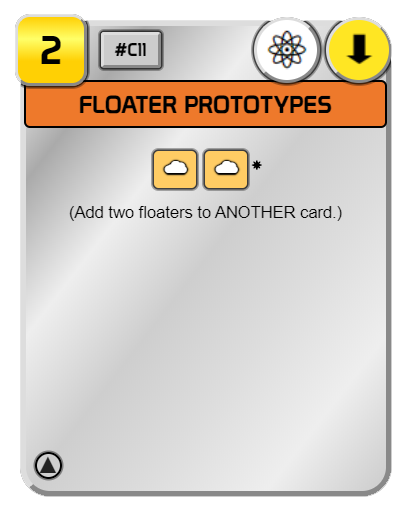 2
#C11
FLOATER PROTOTYPES
*
(Add two floaters to ANOTHER card.)